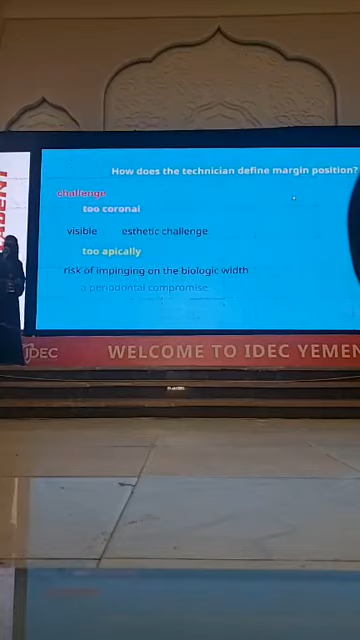 How does the technician define margin position?
challenge
too coronal
visible esthetic challenge
too apically
risk of impinging on the biologic width
a periodontal compromise
IDEC
WELCOME TO IDEC YEMEN